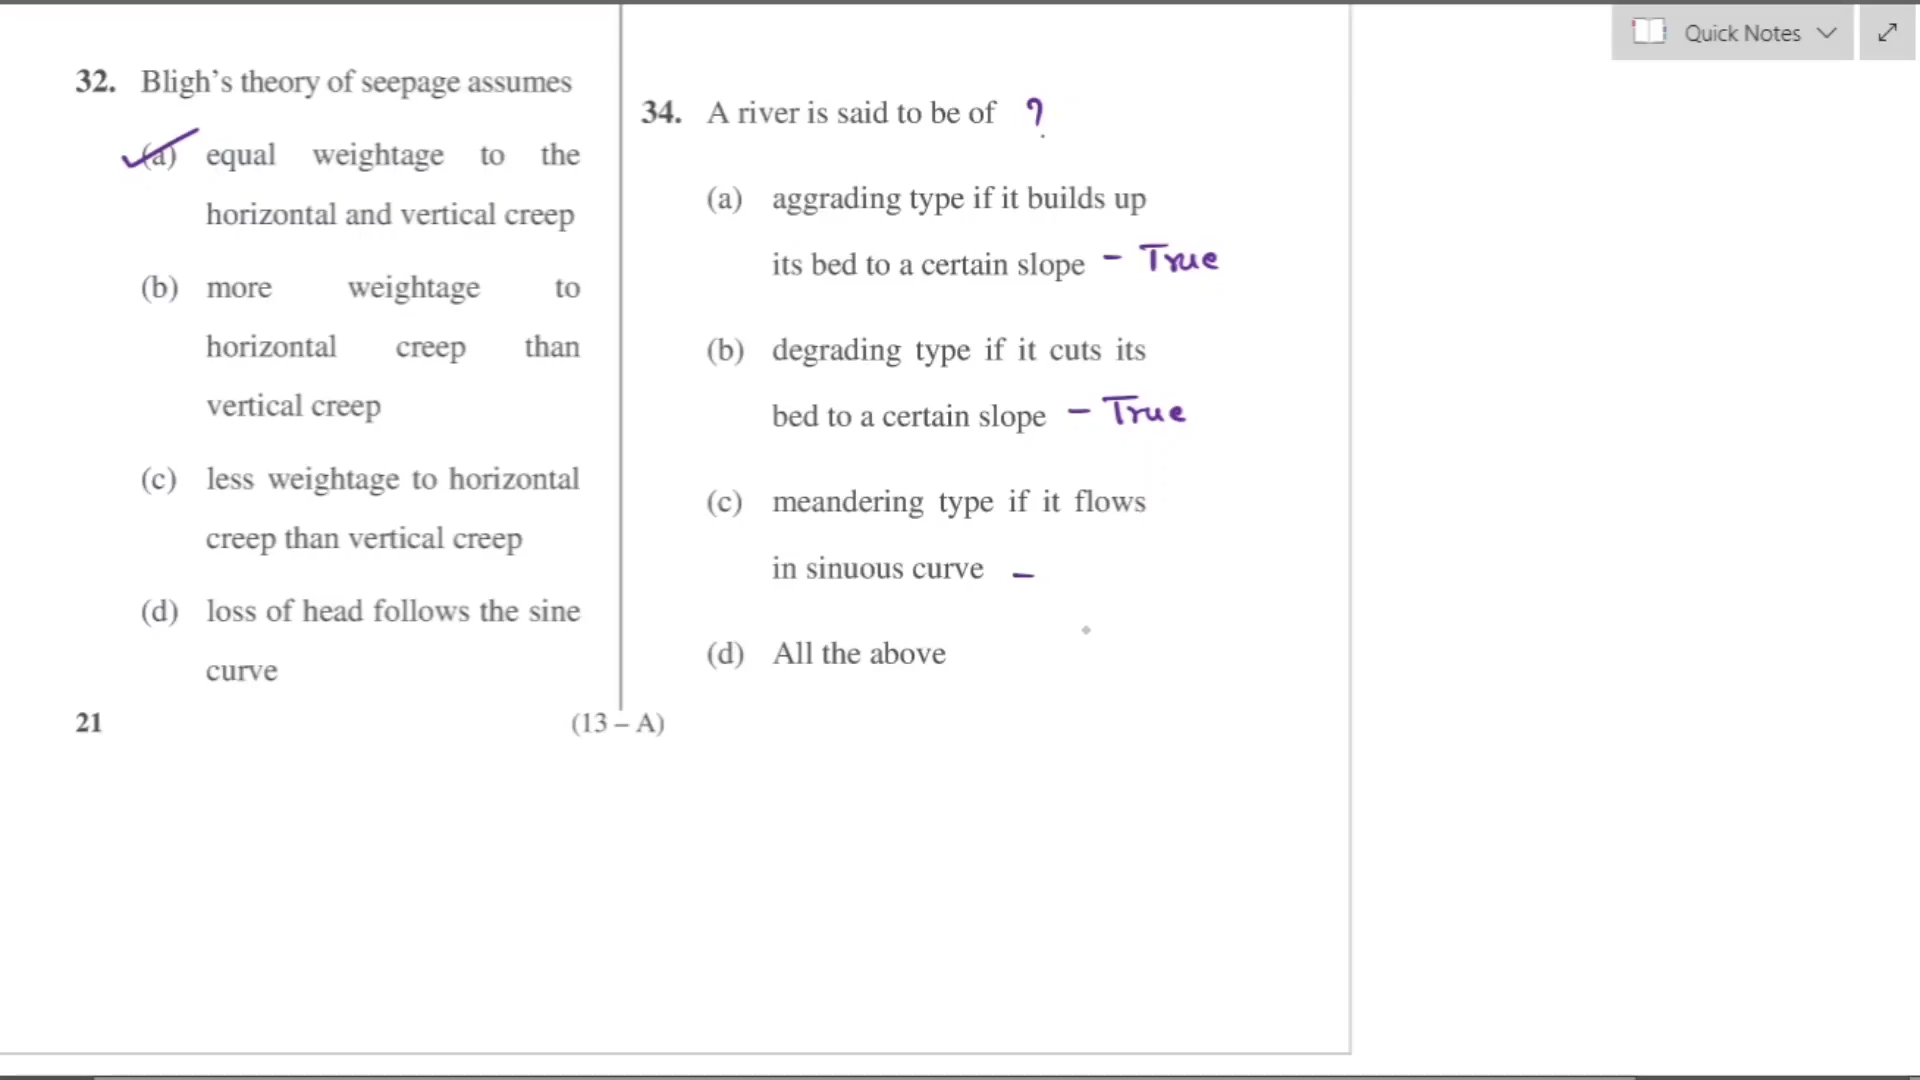 Quick Notes
32. Bligh's theory of seepage assumes
(a) equal weightage to the
horizontal and vertical creep
(b) more weightage to
horizontal creep than
vertical creep
(c) less weightage to horizontal
creep than vertical creep
(d) loss of head follows the sine
curve
21 (13 – A)
34. A river is said to be of ?
(a) aggrading type if it builds up
its bed to a certain slope – True
(b) degrading type if it cuts its
bed to a certain slope – True
(c) meandering type if it flows
in sinuous curve –
(d) All the above